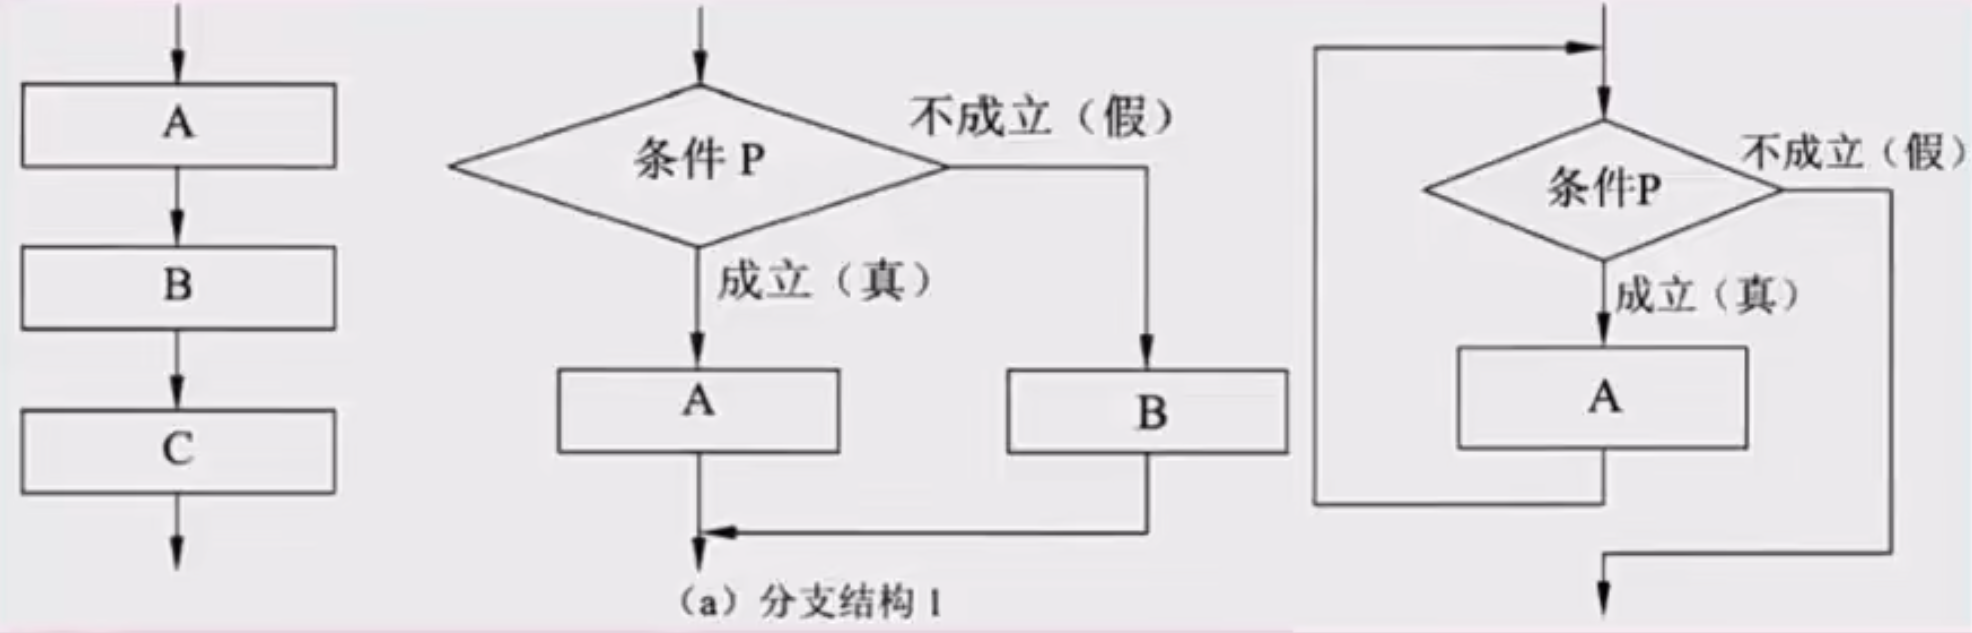 A
B
C
条件 P
不成立（假）
成立（真）
A
B
（a）分支结构 1
条件P
不成立（假）
成立（真）
A